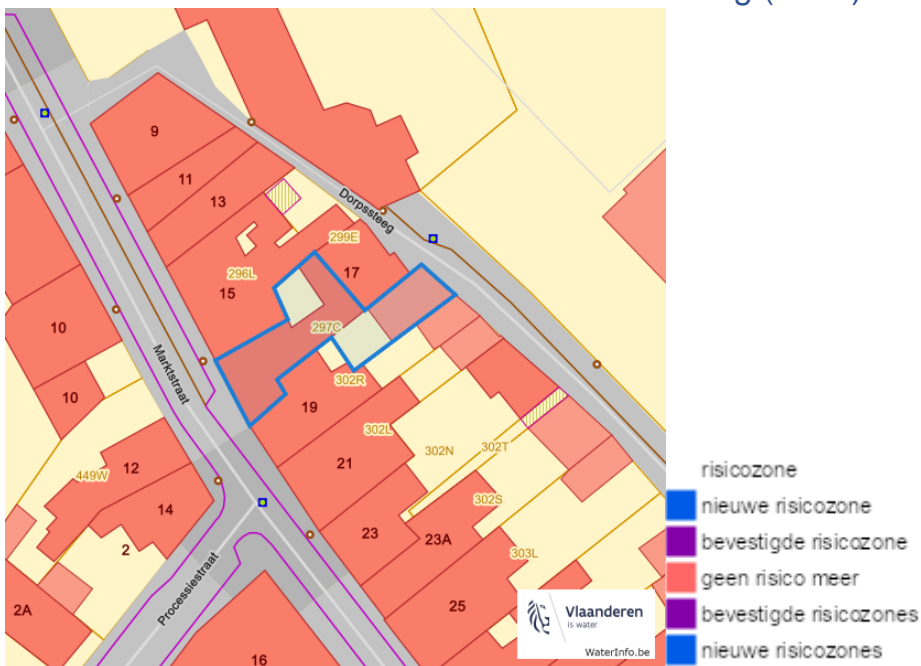 9
11
13
Dorpssteeg
299E
296L
17
15
10
297C
Marktstraat
302R
10
19
302L
302N
302T
12
449W
21
302S
14
23
23A
2
303L
Processiestraat
25
2A
16
Vlaanderen
is water
WaterInfo.be
risicozone
nieuwe risicozone
bevestigde risicozone
geen risico meer
bevestigde risicozones
nieuwe risicozones